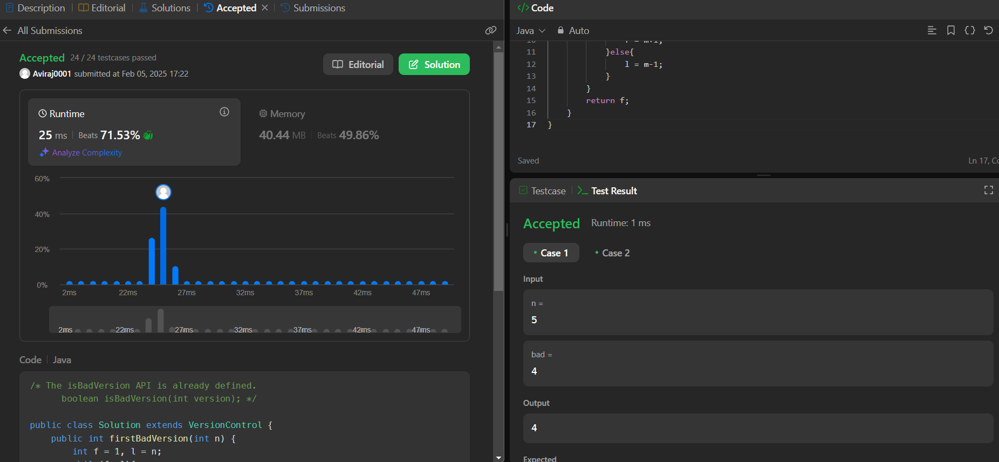 Description | Editorial | Solutions | Accepted | Submissions
All Submissions
Accepted 24 / 24 testcases passed
Aviraj0001 submitted at Feb 05, 2025 17:22
Editorial
Solution
Runtime
25 ms | Beats 71.53%
Analyze Complexity
Memory
40.44 MB | Beats 49.86%
60%
40%
20%
0%
2ms 22ms 27ms 32ms 37ms 42ms 47ms
2ms 22ms 27ms 32ms 37ms 42ms 47ms
Code | Java
/* The isBadVersion API is already defined.
boolean isBadVersion(int version); */
public class Solution extends VersionControl {
public int firstBadVersion(int n) {
int f = 1, l = n;
</> Code
Java Auto
11 }else{
12 l = m-1;
13 }
14 }
15 return f;
16 }
17 }
Saved
Ln 17,
Testcase | Test Result
Accepted Runtime: 1 ms
Case 1 Case 2
Input
n =
5
bad =
4
Output
4
Expected